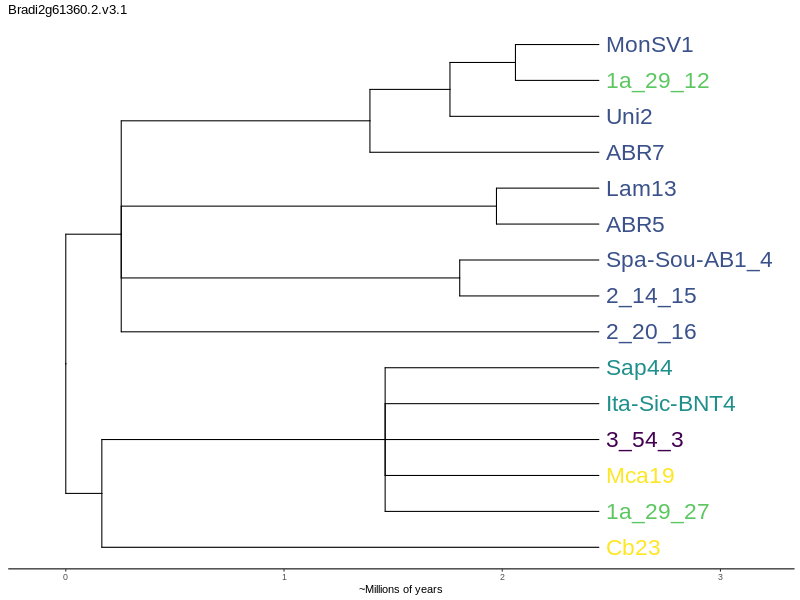 Bradi2g61360.2.v3.1
MonSV1
1a_29_12
Uni2
ABR7
Lam13
ABR5
Spa-Sou-AB1_4
2_14_15
2_20_16
Sap44
Ita-Sic-BNT4
3_54_3
Mca19
1a_29_27
Cb23
0 1 2 3
~Millions of years